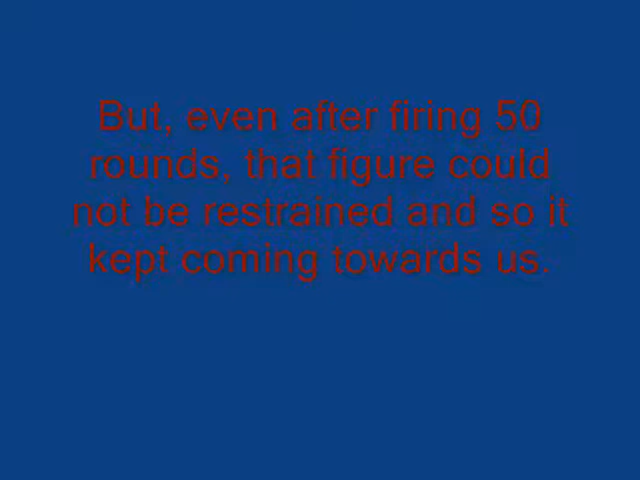 But, even after firing 50
rounds, that figure could
not be restrained and so it
kept coming towards us.